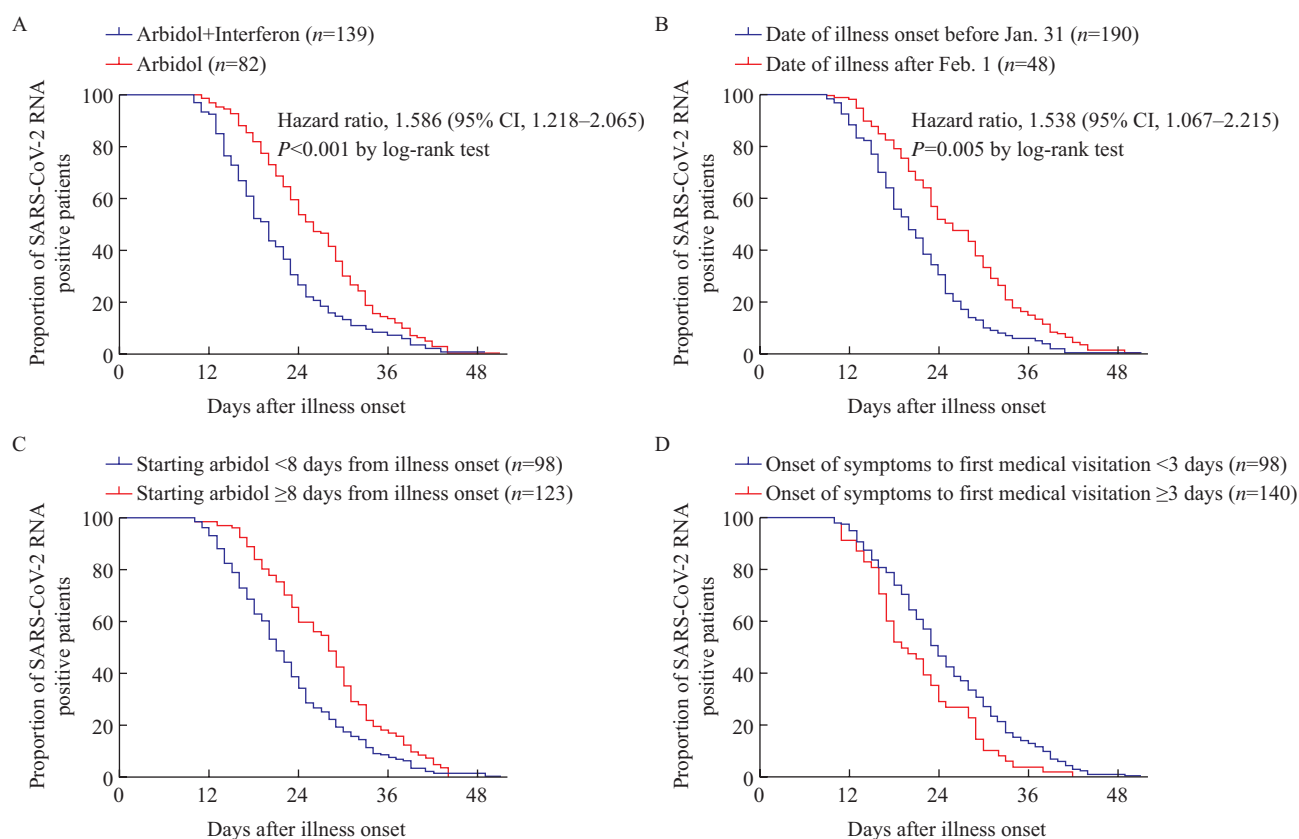 A
Arbidol+Interferon (n=139)
Arbidol (n=82)
Hazard ratio, 1.586 (95% CI, 1.218–2.065)
P<0.001 by log-rank test
Proportion of SARS-CoV-2 RNA
positive patients
100
80
60
40
20
0
0 12 24 36 48
Days after illness onset
B
Date of illness onset before Jan. 31 (n=190)
Date of illness after Feb. 1 (n=48)
Hazard ratio, 1.538 (95% CI, 1.067–2.215)
P=0.005 by log-rank test
Proportion of SARS-CoV-2 RNA
positive patients
100
80
60
40
20
0
0 12 24 36 48
Days after illness onset
C
Starting arbidol <8 days from illness onset (n=98)
Starting arbidol ≥8 days from illness onset (n=123)
Proportion of SARS-CoV-2 RNA
positive patients
100
80
60
40
20
0
0 12 24 36 48
Days after illness onset
D
Onset of symptoms to first medical visitation <3 days (n=98)
Onset of symptoms to first medical visitation ≥3 days (n=140)
Proportion of SARS-CoV-2 RNA
positive patients
100
80
60
40
20
0
0 12 24 36 48
Days after illness onset